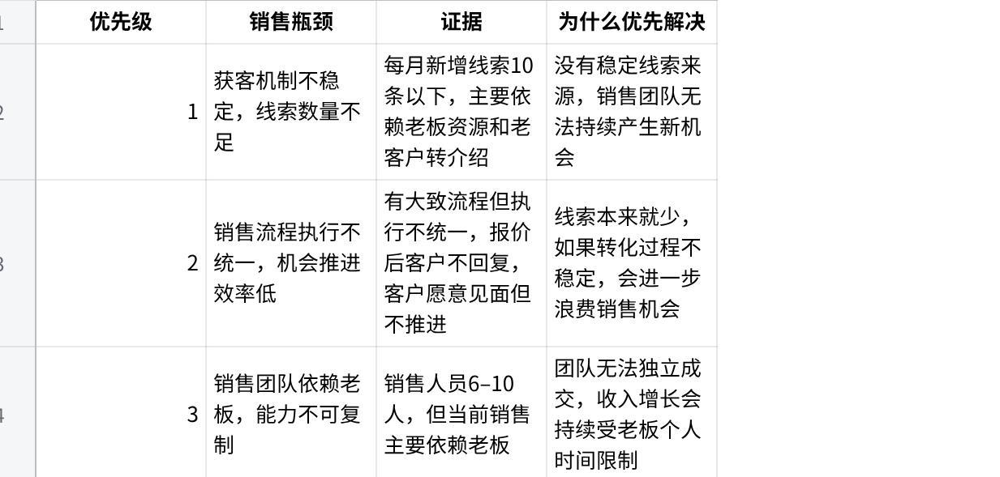 优先级 销售瓶颈 证据 为什么优先解决
1
获客机制不稳
定，线索数量不
足
每月新增线索10
条以下，主要依
赖老板资源和老
客户转介绍
没有稳定线索来
源，销售团队无
法持续产生新机
会
2
销售流程执行不
统一，机会推进
效率低
有大致流程但执
行不统一，报价
后客户不回复，
客户愿意见面但
不推进
线索本来就少，
如果转化过程不
稳定，会进一步
浪费销售机会
3
销售团队依赖老
板，能力不可复
制
销售人员6–10
人，但当前销售
主要依赖老板
团队无法独立成
交，收入增长会
持续受老板个人
时间限制